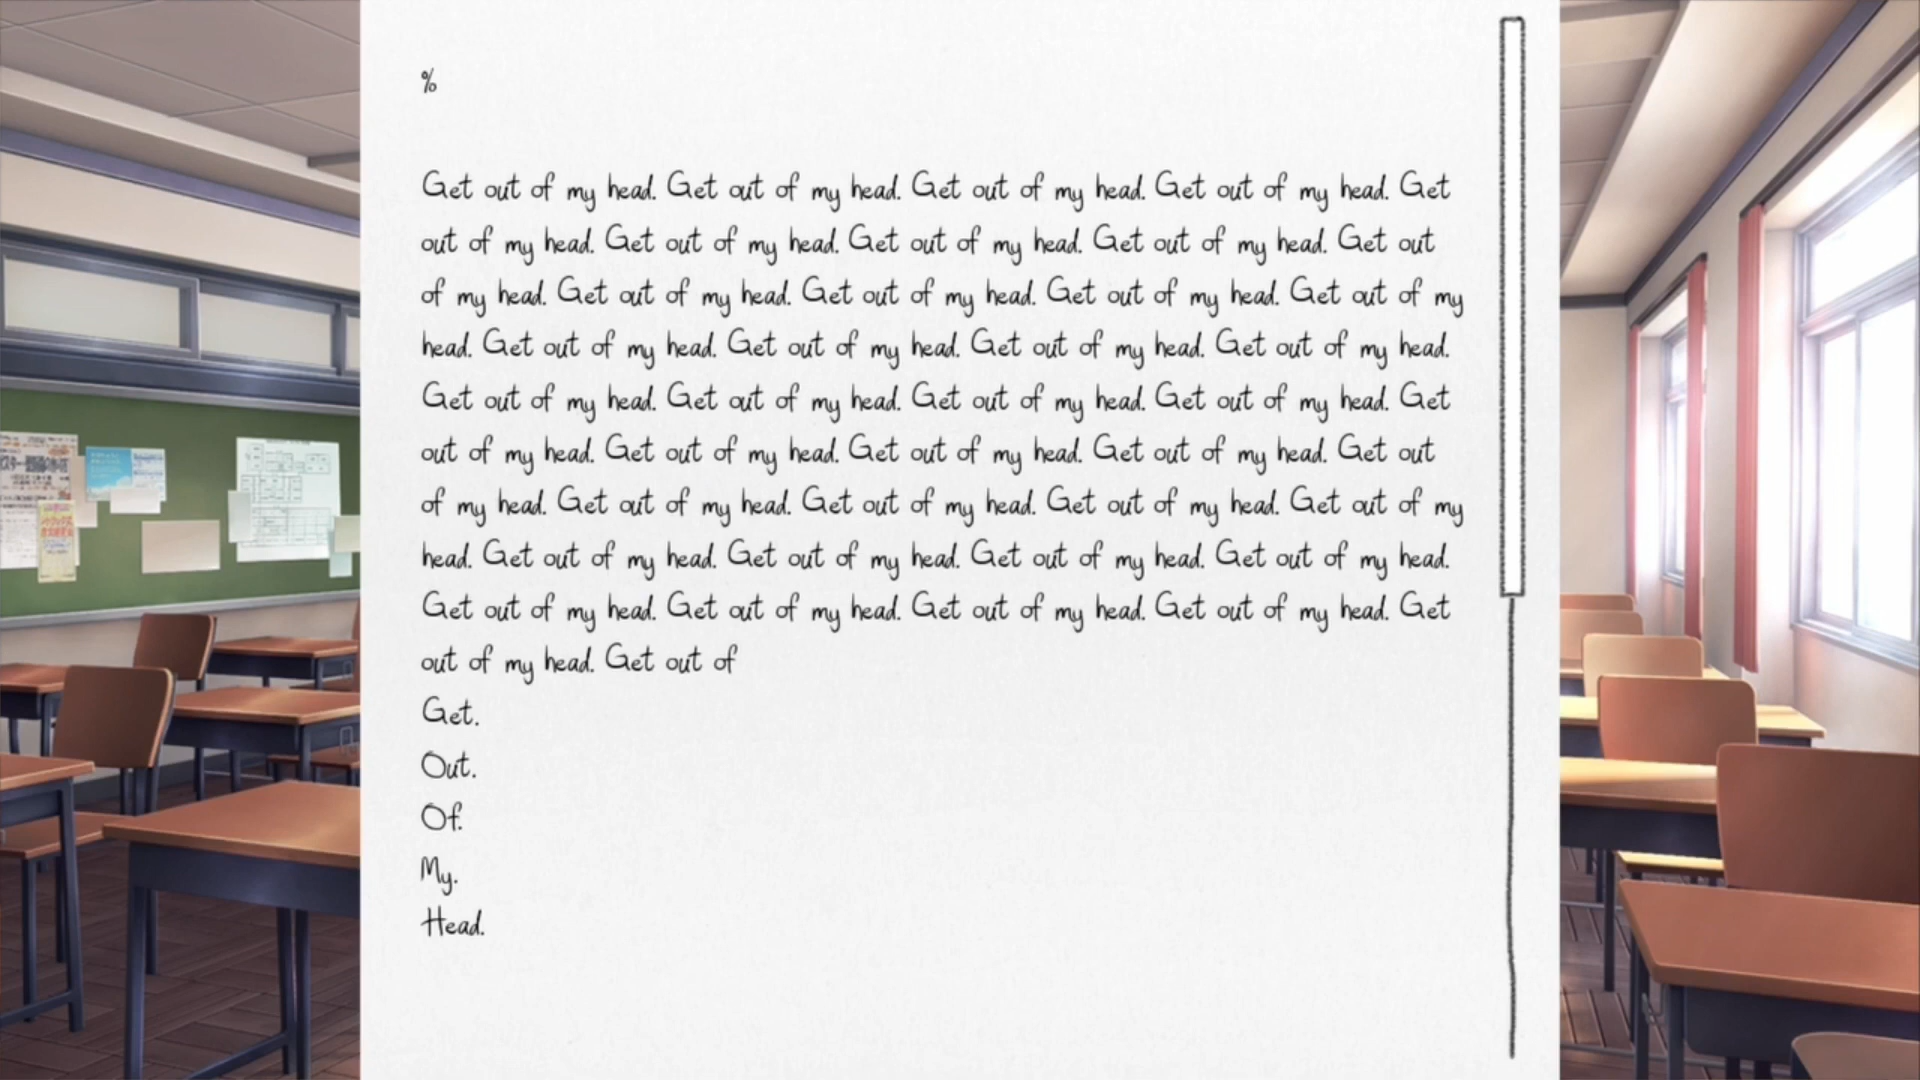 %
Get out of my head. Get out of my head. Get out of my head. Get out of my head. Get
out of my head. Get out of my head. Get out of my head. Get out of my head. Get out
of my head. Get out of my head. Get out of my head. Get out of my head. Get out of my
head. Get out of my head. Get out of my head. Get out of my head. Get out of my head.
Get out of my head. Get out of my head. Get out of my head. Get out of my head. Get
out of my head. Get out of my head. Get out of my head. Get out of my head. Get out
of my head. Get out of my head. Get out of my head. Get out of my head. Get out of my
head. Get out of my head. Get out of my head. Get out of my head. Get out of my head.
Get out of my head. Get out of my head. Get out of my head. Get out of my head. Get
out of my head. Get out of
Get.
Out.
Of.
My.
Head.